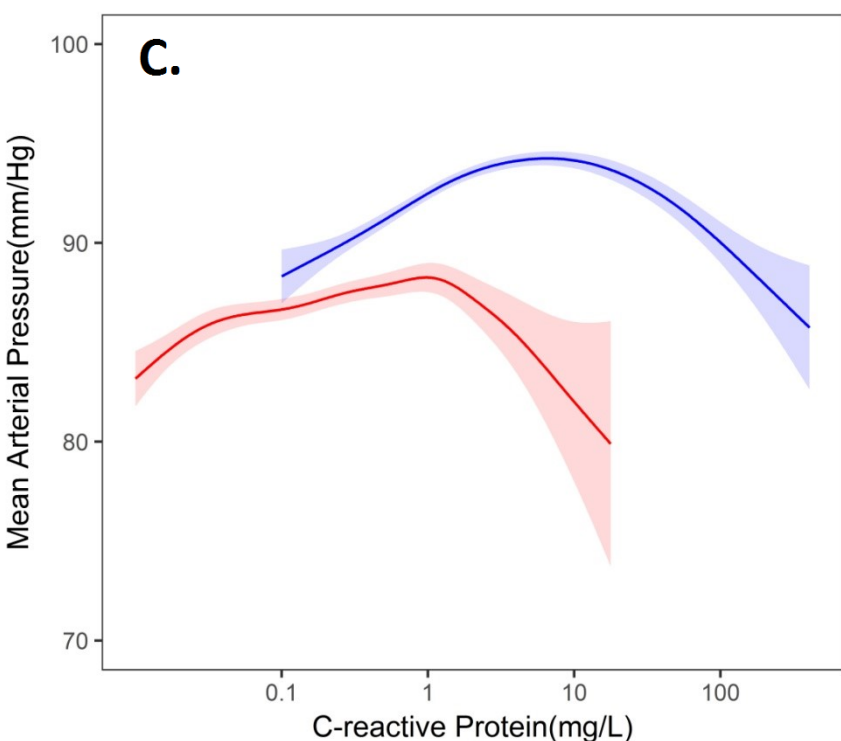 C.
100
90
80
70
Mean Arterial Pressure(mm/Hg)
0.1 1 10 100
C-reactive Protein(mg/L)